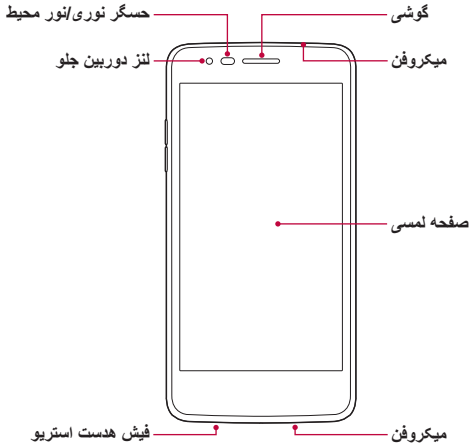 گوشی
حسگر نوری/نور محیط
میکروفن
لنز دوربین جلو
صفحه لمسی
میکروفن
فیش هدست استریو